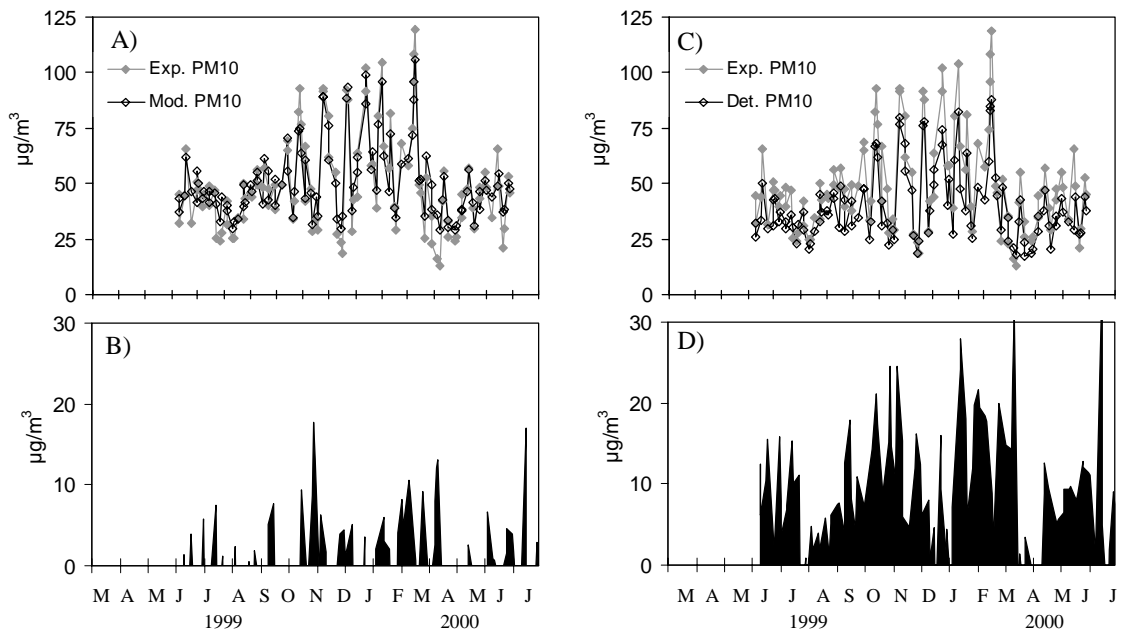 A)
125
100
75
50
25
0
µg/m³
Exp. PM10
Mod. PM10
C)
125
100
75
50
25
0
µg/m³
Exp. PM10
Det. PM10
B)
30
20
10
0
µg/m³
M A M J J A S O N D J F M A M J J
1999 2000
D)
30
20
10
0
µg/m³
M A M J J A S O N D J F M A M J J
1999 2000